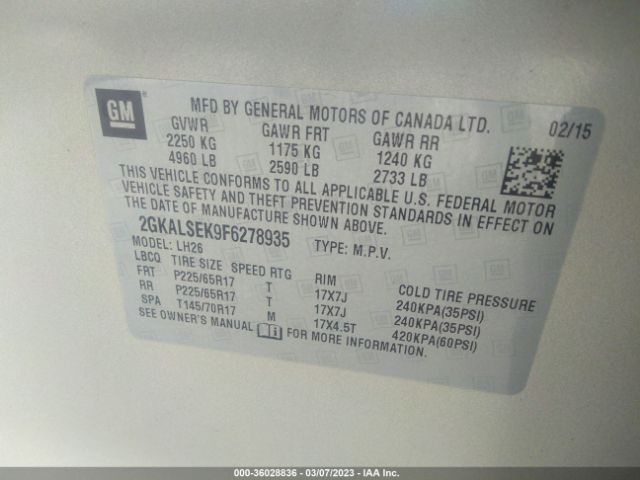 GM
MFD BY GENERAL MOTORS OF CANADA LTD. 02/15
GVWR GAWR FRT GAWR RR
2250 KG 1175 KG 1240 KG
4960 LB 2590 LB 2733 LB
THIS VEHICLE CONFORMS TO ALL APPLICABLE U.S. FEDERAL MOTOR
VEHICLE SAFETY AND THEFT PREVENTION STANDARDS IN EFFECT ON
THE DATE OF MANUFACTURE SHOWN ABOVE.
2GKALSEK9F6278935 TYPE: M.P.V.
MODEL: LH26
LBCQ TIRE SIZE SPEED RTG RIM COLD TIRE PRESSURE
FRT P225/65R17 T 17X7J 240KPA(35PSI)
RR P225/65R17 T 17X7J 240KPA(35PSI)
SPA T145/70R17 M 17X4.5T 420KPA(60PSI)
SEE OWNER'S MANUAL FOR MORE INFORMATION.
000-36028836 - 03/07/2023 - IAA Inc.